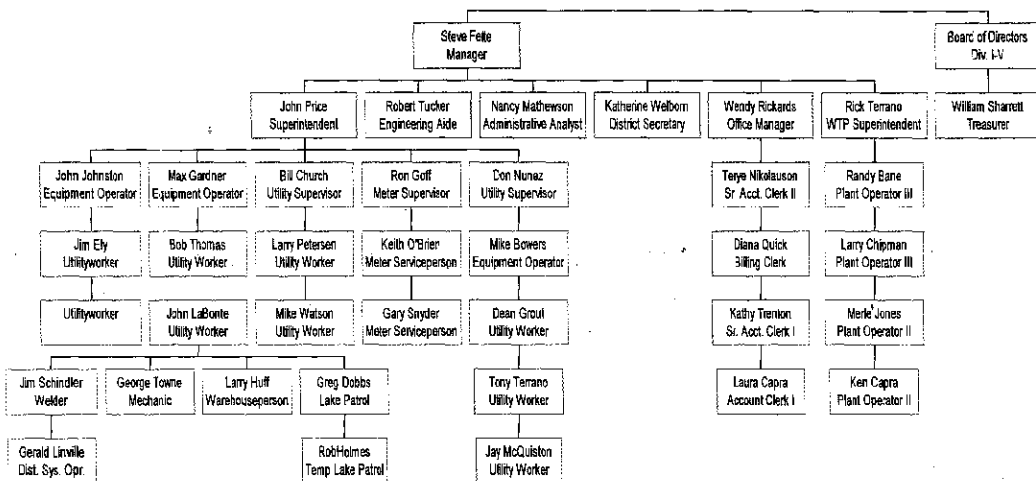 Steve Feite
Manager
Board of Directors
Div. I-V
John Price
Superintendent
Robert Tucker
Engineering Aide
Nancy Mathewson
Administrative Analyst
Katherine Welborn
District Secretary
Wendy Rickards
Office Manager
Rick Terrano
WTP Superintendent
William Sharrett
Treasurer
John Johnston
Equipment Operator
Max Gardner
Equipment Operator
Bill Church
Utility Supervisor
Ron Goff
Meter Supervisor
Don Nunez
Utility Supervisor
Terye Nikolauson
Sr. Acct. Clerk II
Randy Bane
Plant Operator III
Jim Ely
Utilityworker
Bob Thomas
Utility Worker
Larry Petersen
Utility Worker
Keith O'Brien
Meter Serviceperson
Mike Bowers
Equipment Operator
Diana Quick
Billing Clerk
Larry Chipman
Plant Operator III
Utilityworker
John LaBonte
Utility Worker
Mike Watson
Utility Worker
Gary Snyder
Meter Serviceperson
Dean Grout
Utility Worker
Kathy Trenton
Sr. Acct. Clerk I
Merle Jones
Plant Operator II
Jim Schindler
Welder
George Towne
Mechanic
Larry Huff
Warehouseperson
Greg Dobbs
Lake Patrol
Tony Terrano
Utility Worker
Laura Capra
Account Clerk I
Ken Capra
Plant Operator II
Gerald Linville
Dist. Sys. Opr.
RobHolmes
Temp Lake Patrol
Jay McQuiston
Utility Worker